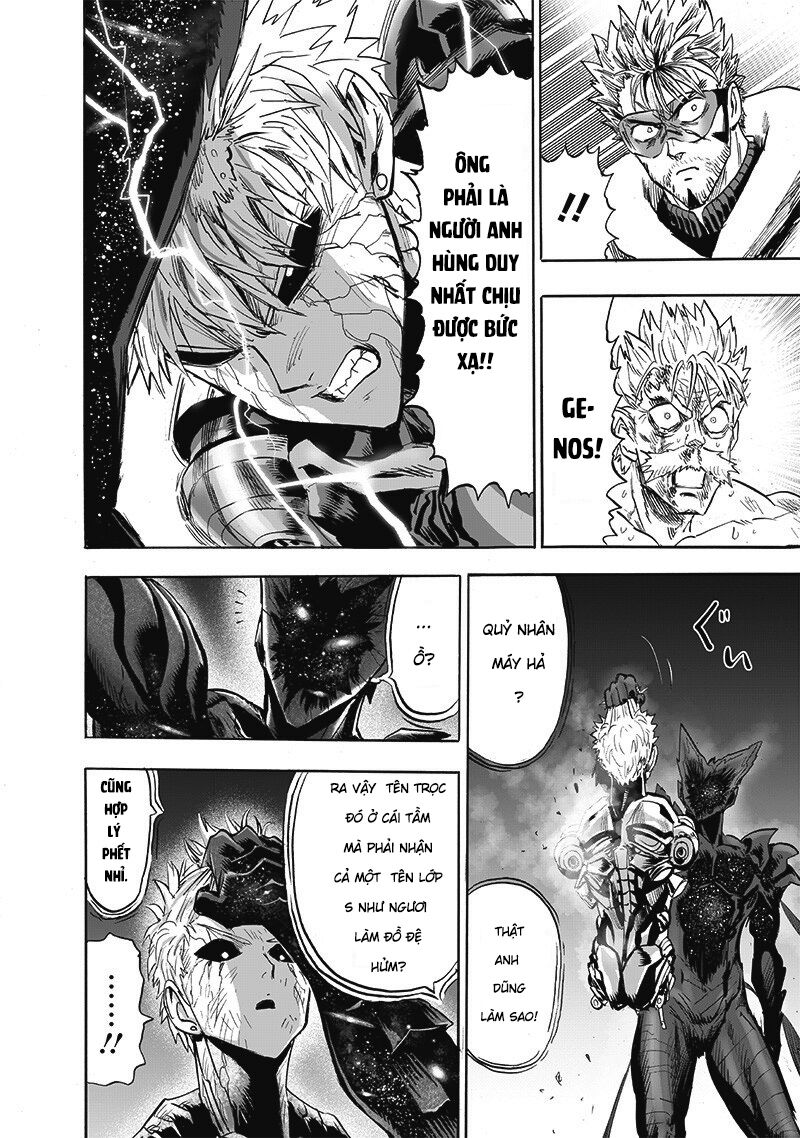 !!
GE-
NOS!
ÔNG
PHẢI LÀ
NGƯỜI ANH
HÙNG DUY
NHẤT CHỊU
ĐƯỢC BỨC
XẠ!!
QUỶ NHÂN
MÁY HẢ
?
ぐい
THẬT
ANH
DŨNG
LÀM SAO!
...
Ồ?
RA VẬY TÊN TRỌC
ĐÓ Ở CÁI TẦM
MÀ PHẢI NHẬN
CẢ MỘT TÊN LỚP
S NHƯ NGƯƠI
LÀM ĐỒ ĐỆ
HỬM?
CŨNG
HỢP
LÝ
PHẾT
NHỈ.
......!!